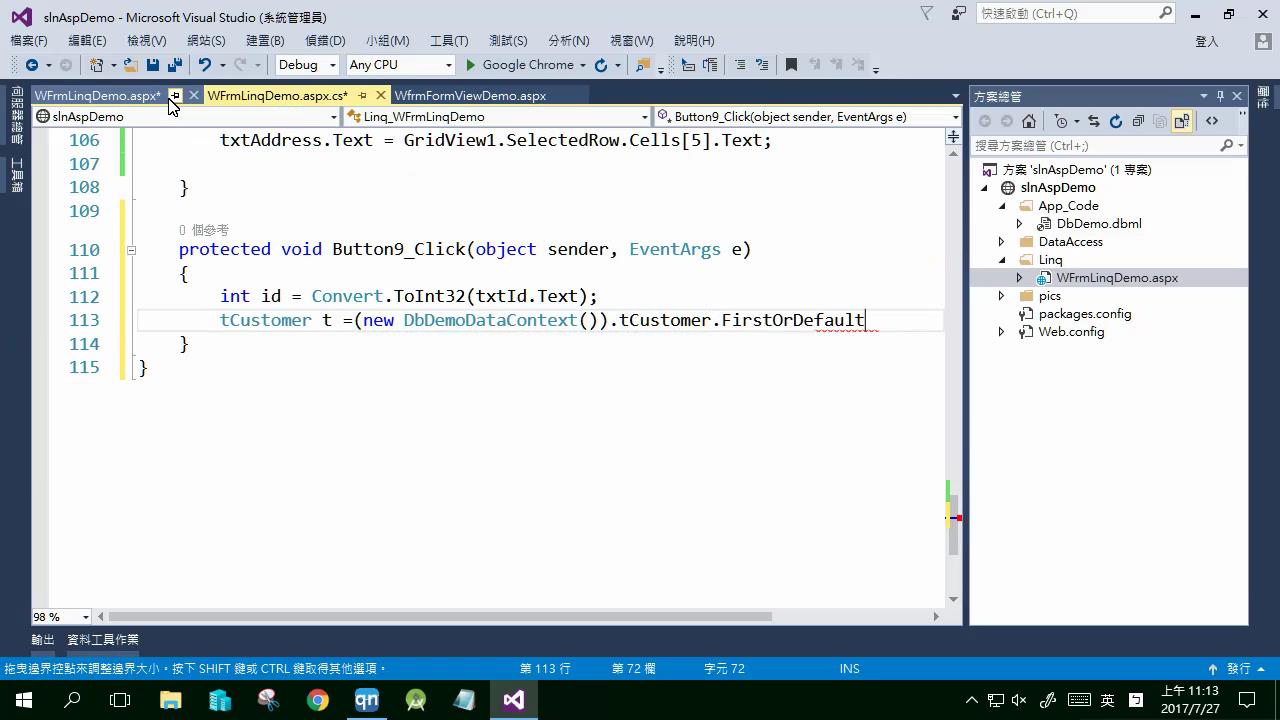 slnAspDemo - Microsoft Visual Studio (系統管理員)
快速啟動 (Ctrl+Q)
檔案(F) 編輯(E) 檢視(V) 網站(S) 建置(B) 偵錯(D) 小組(M) 工具(T) 測試(S) 分析(N) 視窗(W) 說明(H)
登入
Debug Any CPU Google Chrome
伺服器總管
工具箱
WFrmLinqDemo.aspx* WFrmLinqDemo.aspx.cs* WFrmFormViewDemo.aspx
slnAspDemo Linq_WFrmLinqDemo Button9_Click(object sender, EventArgs e)
106 txtAddress.Text = GridView1.SelectedRow.Cells[5].Text;
107
108 }
109
0 個參考
110 protected void Button9_Click(object sender, EventArgs e)
111 {
112 int id = Convert.ToInt32(txtId.Text);
113 tCustomer t =(new DbDemoDataContext()).tCustomer.FirstOrDefault
114 }
115 }
98 %
方案總管
搜尋方案總管 (Ctrl+;)
方案 'slnAspDemo' (1 專案)
slnAspDemo
App_Code
DbDemo.dbml
DataAccess
Linq
WFrmLinqDemo.aspx
pics
packages.config
Web.config
輸出 資料工具作業
拖曳邊界控點來調整邊界大小。按下 SHIFT 鍵或 CTRL 鍵取得其他選項。 第 113 行 第 72 欄 字元 72 INS 發行
qn
英
上午 11:13
2017/7/27